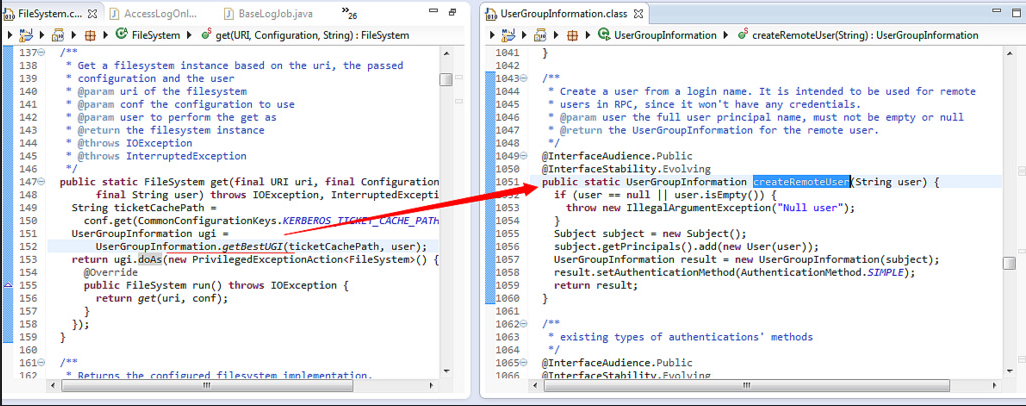 FileSystem.c...
AccessLogOnl...
BaseLogJob.java
»26
FileSystem
get(URI, Configuration, String) : FileSystem
137 /**
138 * Get a filesystem instance based on the uri, the passed
139 * configuration and the user
140 * @param uri of the filesystem
141 * @param conf the configuration to use
142 * @param user to perform the get as
143 * @return the filesystem instance
144 * @throws IOException
145 * @throws InterruptedException
146 */
147 public static FileSystem get(final URI uri, final Configuration
148 final String user) throws IOException, InterruptedExcepti
149 String ticketCachePath =
150 conf.get(CommonConfigurationKeys.KERBEROS_TICKET_CACHE_PATH
151 UserGroupInformation ugi =
152 UserGroupInformation.getBestUGI(ticketCachePath, user);
153 return ugi.doAs(new PrivilegedExceptionAction<FileSystem>() {
154 @Override
155 public FileSystem run() throws IOException {
156 return get(uri, conf);
157 }
158 });
159 }
160
161 /**
162 * Returns the configured filesystem implementation.
UserGroupInformation.class
UserGroupInformation
createRemoteUser(String) : UserGroupInformation
1041 }
1042
1043 /**
1044 * Create a user from a login name. It is intended to be used for remote
1045 * users in RPC, since it won't have any credentials.
1046 * @param user the full user principal name, must not be empty or null
1047 * @return the UserGroupInformation for the remote user.
1048 */
1049 @InterfaceAudience.Public
1050 @InterfaceStability.Evolving
1051 public static UserGroupInformation createRemoteUser(String user) {
1052 if (user == null || user.isEmpty()) {
1053 throw new IllegalArgumentException("Null user");
1054 }
1055 Subject subject = new Subject();
1056 subject.getPrincipals().add(new User(user));
1057 UserGroupInformation result = new UserGroupInformation(subject);
1058 result.setAuthenticationMethod(AuthenticationMethod.SIMPLE);
1059 return result;
1060 }
1061
1062 /**
1063 * existing types of authentications' methods
1064 */
1065 @InterfaceAudience.Public
1066 @InterfaceStability.Evolving